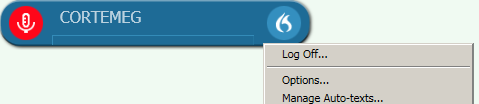 CORTEMEG
Log Off...
Options...
Manage Auto-texts...